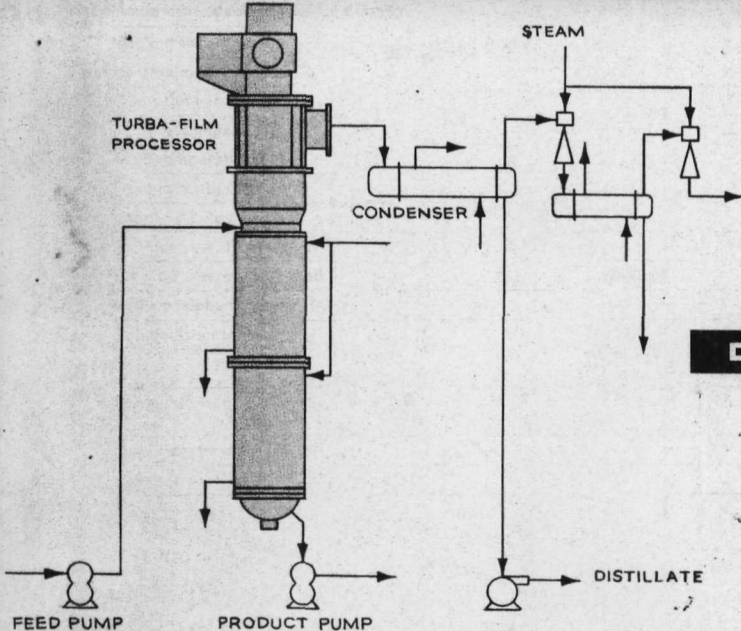 STEAM
TURBA-FILM
PROCESSOR
CONDENSER
DISTILLATE
FEED PUMP
PRODUCT PUMP